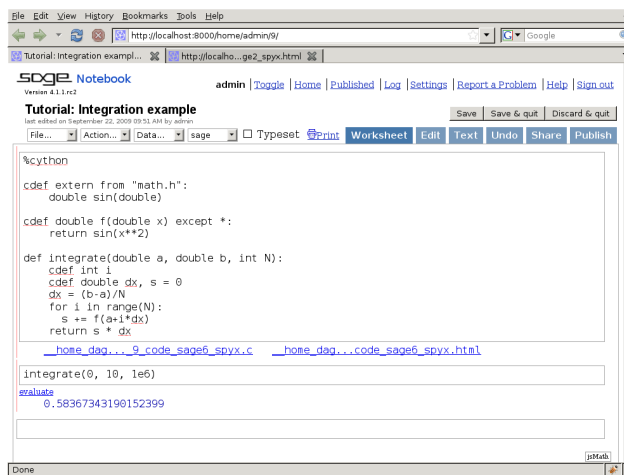 File Edit View History Bookmarks Tools Help
http://localhost:8000/home/admin/9/
Google
Tutorial: Integration exampl...
http://localho...ge2_spyx.html
sage Notebook
Version 4.1.1.rc2
admin | Toggle | Home | Published | Log | Settings | Report a Problem | Help | Sign out
Tutorial: Integration example
last edited on September 22, 2009 09:51 AM by admin
Save Save & quit Discard & quit
File... Action... Data... sage Typeset Print Worksheet Edit Text Undo Share Publish
%cython
cdef extern from "math.h":
    double sin(double)
cdef double f(double x) except *:
    return sin(x**2)
def integrate(double a, double b, int N):
    cdef int i
    cdef double dx, s = 0
    dx = (b-a)/N
    for i in range(N):
      s += f(a+i*dx)
    return s * dx
__home_dag..._9_code_sage6_spyx.c __home_dag...code_sage6_spyx.html
integrate(0, 10, 1e6)
evaluate
0.58367343190152399
jsMath
Done